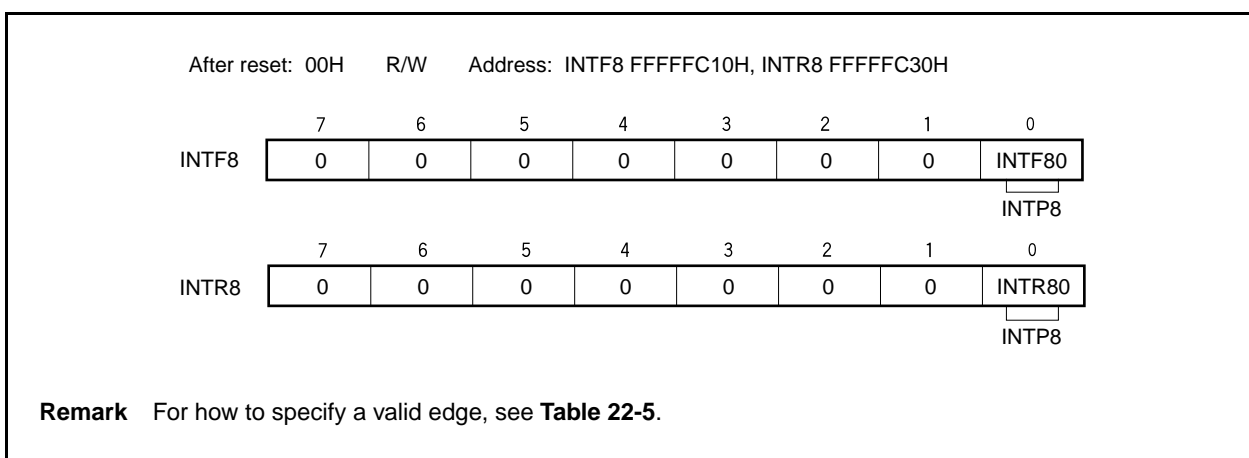 After reset: 00H R/W Address: INTF8 FFFFFC10H, INTR8 FFFFFC30H
7 6 5 4 3 2 1 0
INTF8 0 0 0 0 0 0 0 INTF80
INTP8
7 6 5 4 3 2 1 0
INTR8 0 0 0 0 0 0 0 INTR80
INTP8
Remark For how to specify a valid edge, see Table 22-5.